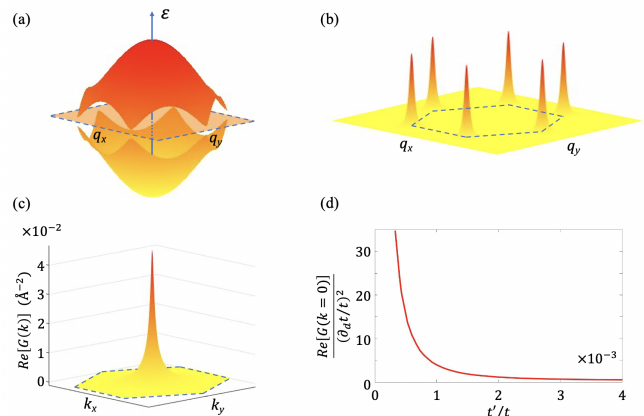 (a)
ε
q_x
q_y
(b)
q_x
q_y
(c)
×10⁻²
Re[G(k)] (Å⁻²)
4
3
2
1
0
k_x
k_y
(d)
Re[G(k = 0)]
(∂_d t/t)²
30
20
10
0
×10⁻³
0
1
2
3
4
t′/t